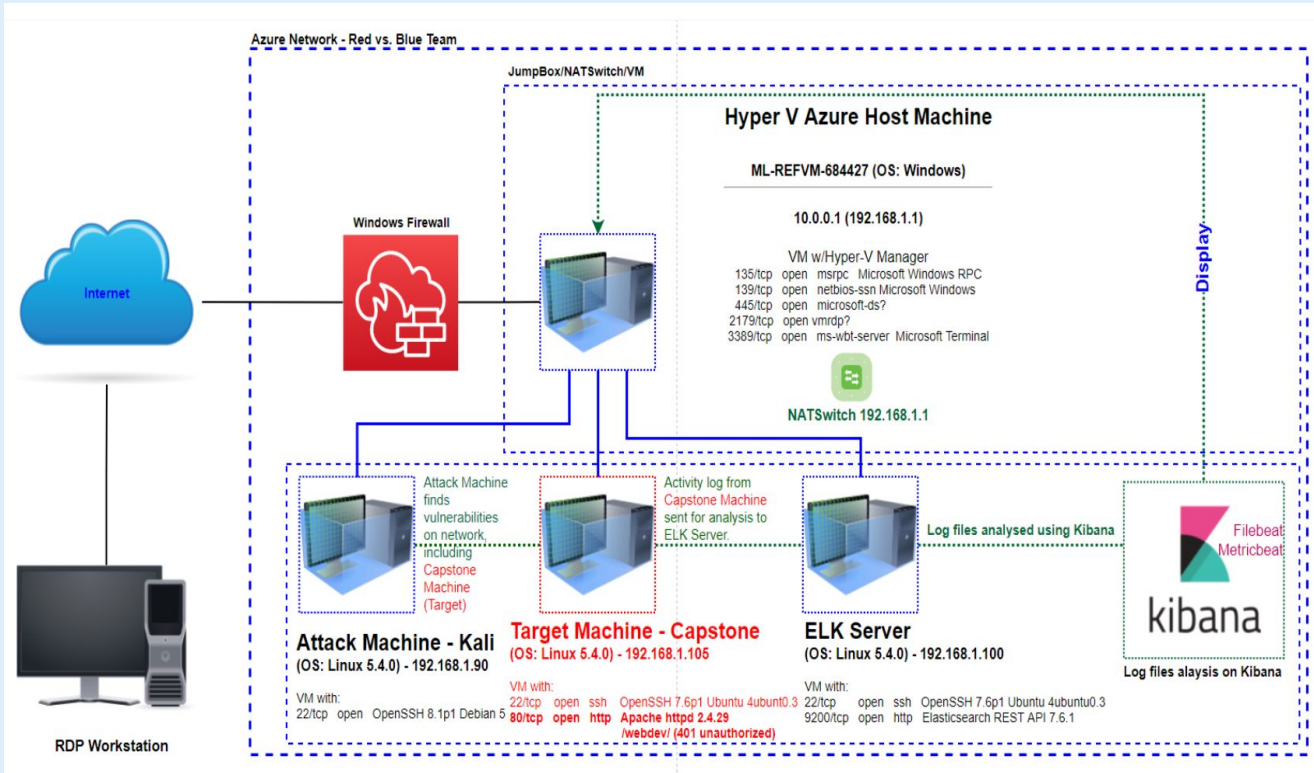 Azure Network - Red vs. Blue Team
JumpBox/NATSwitch/VM
Hyper V Azure Host Machine
ML-REFVM-684427 (OS: Windows)
10.0.0.1 (192.168.1.1)
VM w/Hyper-V Manager
135/tcp open msrpc Microsoft Windows RPC
139/tcp open netbios-ssn Microsoft Windows
445/tcp open microsoft-ds?
2179/tcp open vmrdp?
3389/tcp open ms-wbt-server Microsoft Terminal
NATSwitch 192.168.1.1
Display
Windows Firewall
Internet
RDP Workstation
Attack Machine
finds
vulnerabilities
on network,
including
Capstone
Machine
(Target)
Activity log from
Capstone Machine
sent for analysis to
ELK Server.
Log files analysed using Kibana
Filebeat
Metricbeat
kibana
Log files alaysis on Kibana
Attack Machine - Kali
(OS: Linux 5.4.0) - 192.168.1.90
VM with:
22/tcp open OpenSSH 8.1p1 Debian 5
Target Machine - Capstone
(OS: Linux 5.4.0) - 192.168.1.105
VM with:
22/tcp open ssh OpenSSH 7.6p1 Ubuntu 4ubunt0.3
80/tcp open http Apache httpd 2.4.29
/webdev/ (401 unauthorized)
ELK Server
(OS: Linux 5.4.0) - 192.168.1.100
VM with:
22/tcp open ssh OpenSSH 7.6p1 Ubuntu 4ubuntu0.3
9200/tcp open http Elasticsearch REST API 7.6.1